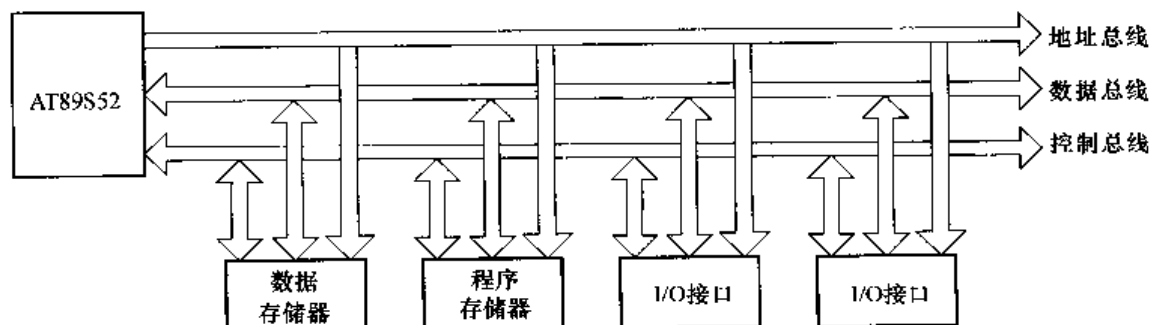 地址总线
AT89S52
数据总线
控制总线
数据
存储器
程序
存储器
I/O接口
I/O接口